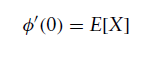 ϕ′(0) = E[X]